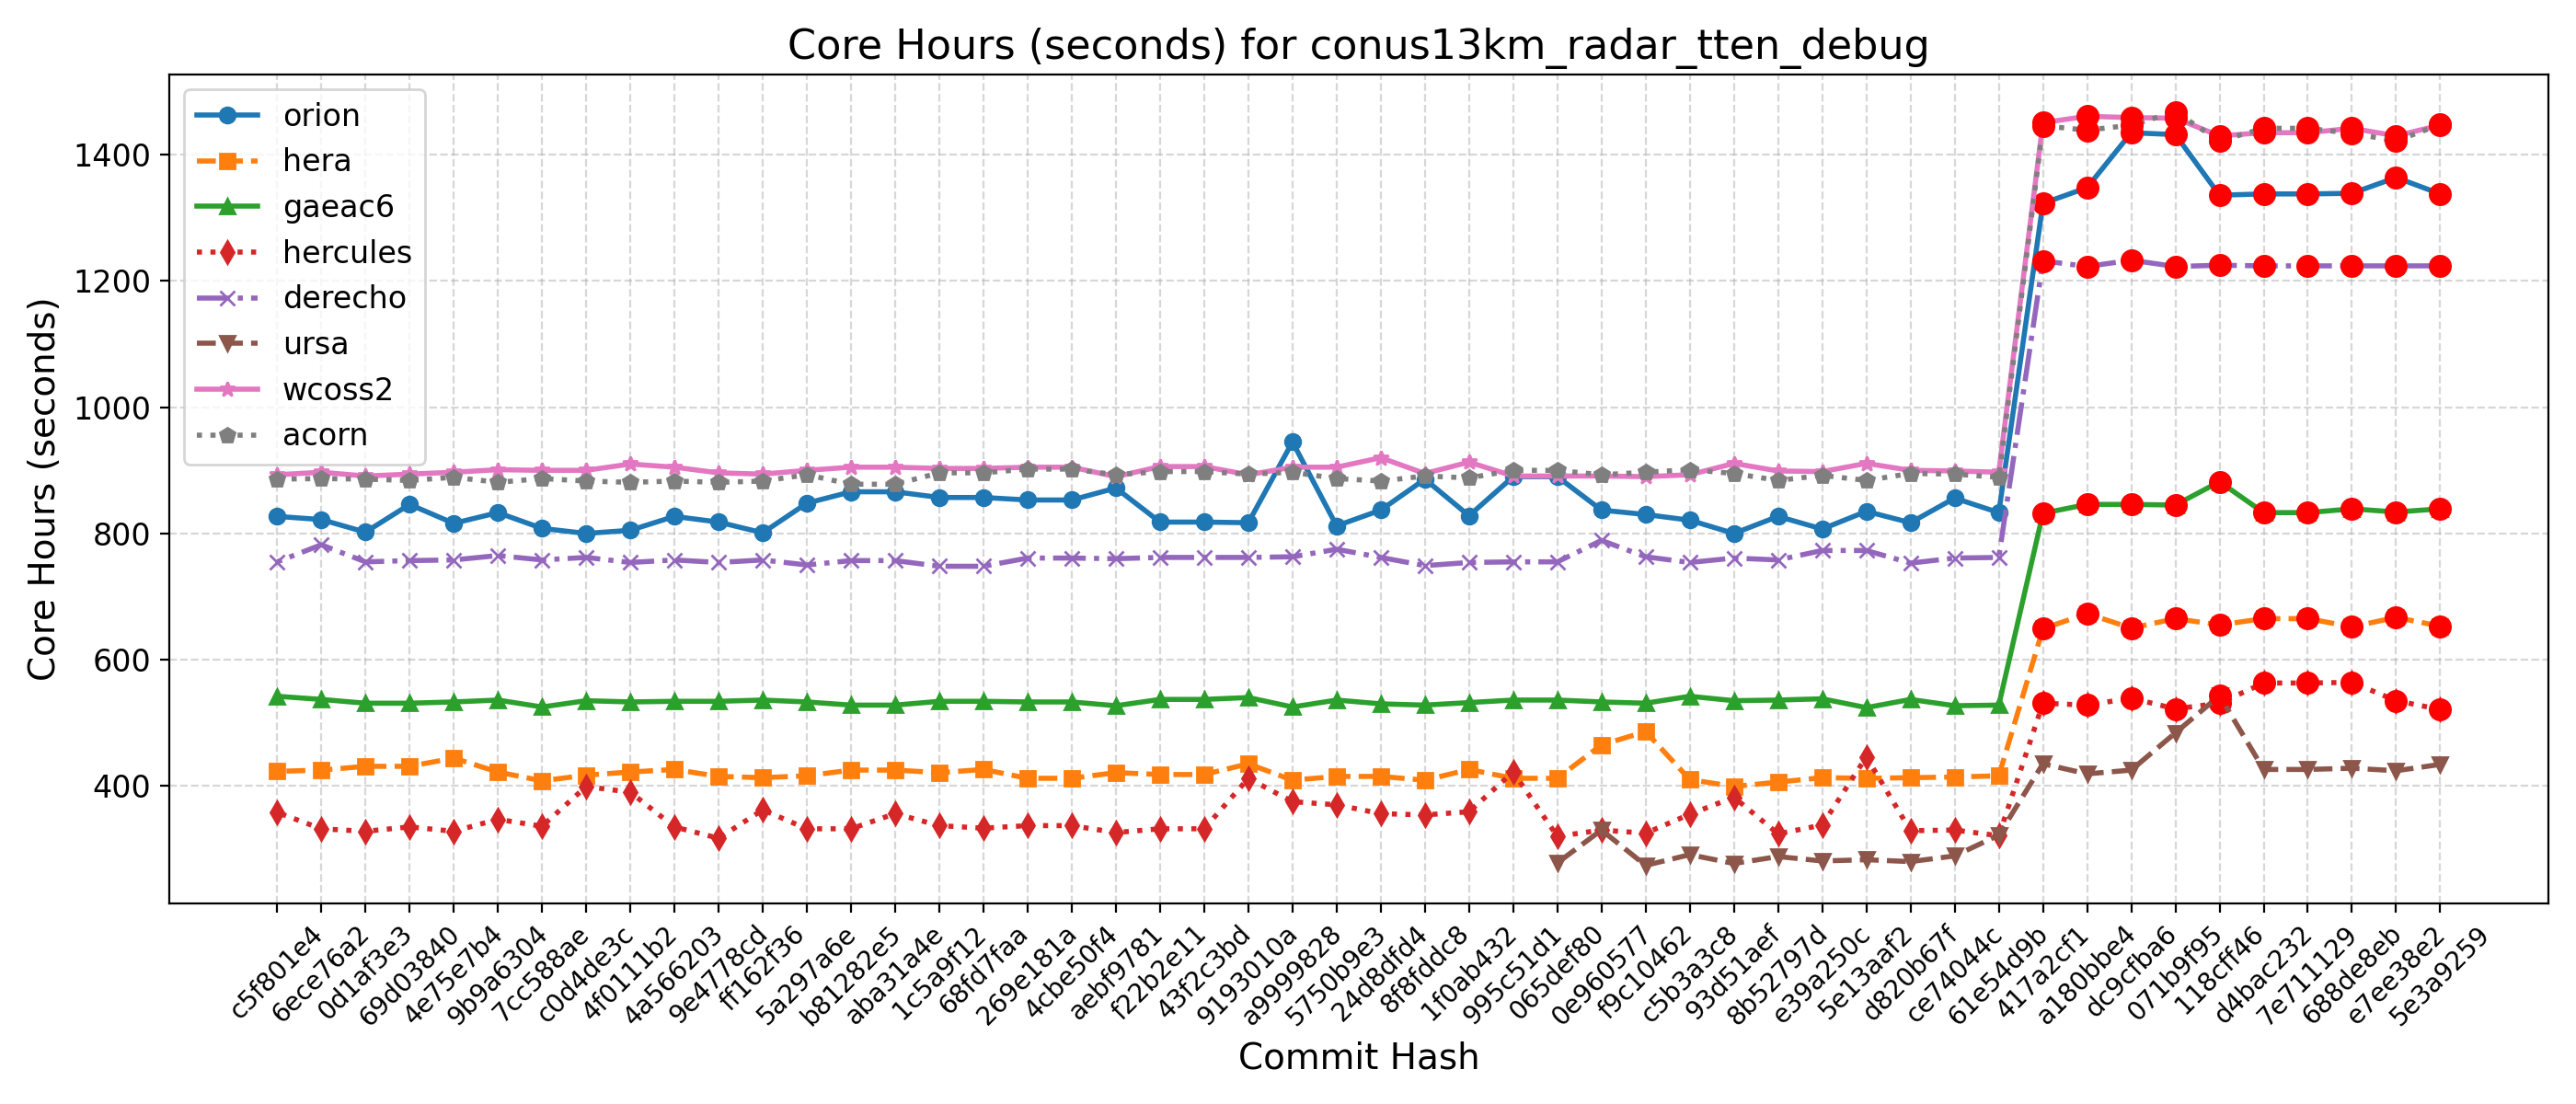 Core Hours (seconds) for conus13km_radar_tten_debug
Core Hours (seconds)
1400
1200
1000
800
600
400
orion
hera
gaeac6
hercules
derecho
ursa
wcoss2
acorn
c5f801e4
6ece76a2
0d1af3e3
69d03840
4e75e7b4
9b9a6304
7cc588ae
c0d4de3c
4f0111b2
4a566203
9e4778cd
ff162f36
5a297a6e
b81282e5
aba31a4e
1c5a9f12
68fd7faa
269e181a
4cbe50f4
aebf9781
f22b2e11
43f2c3bd
9193010a
a9999828
5750b9e3
24d8dfd4
8f8fddc8
1f0ab432
995c51d1
065def80
0e960577
f9c10462
c5b3a3c8
93d51aef
8b52797d
e39a250c
5e13aaf2
d820b67f
ce74044c
61e54d9b
417a2cf1
a180bbe4
dc9cfba6
071b9f95
118cff46
d4bac232
7e711129
688de8eb
e7ee38e2
5e3a9259
Commit Hash